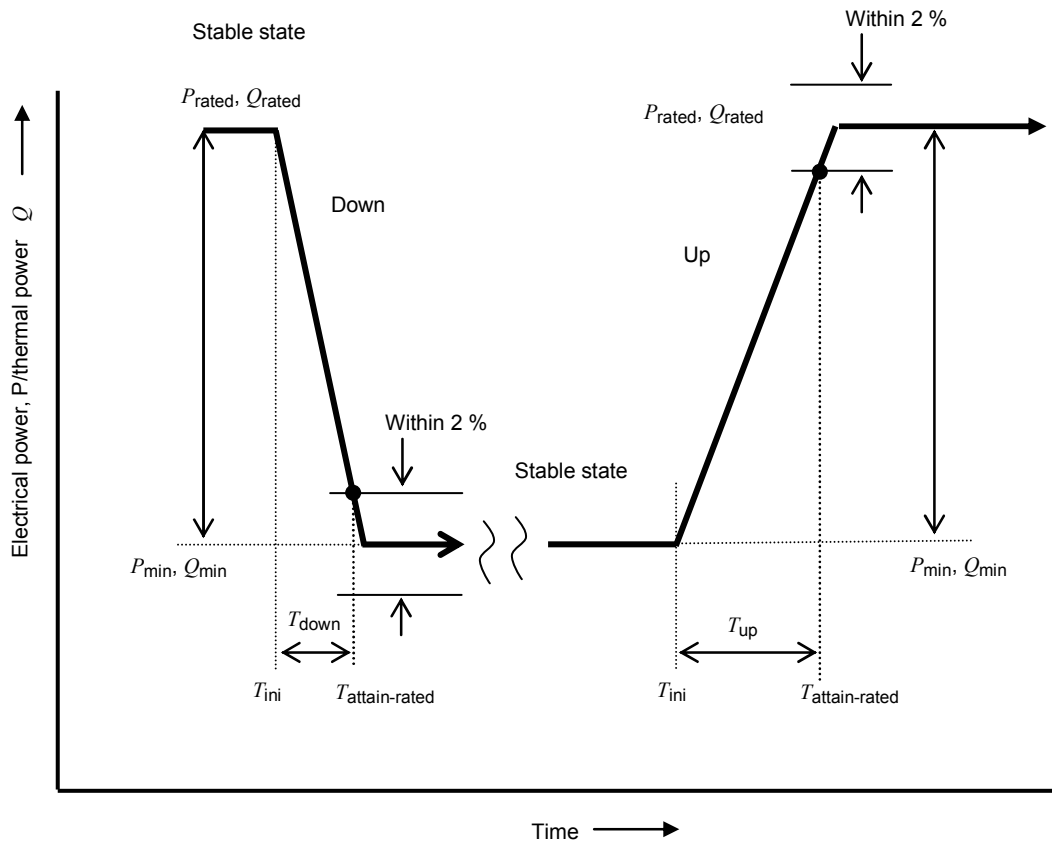 Within 2 %
Stable state
Prated, Qrated
Prated, Qrated
Down
Up
Electrical power, P/thermal power Q
Within 2 %
Stable state
Pmin, Qmin
Pmin, Qmin
Tdown
Tup
Tini
Tattain-rated
Tini
Tattain-rated
Time